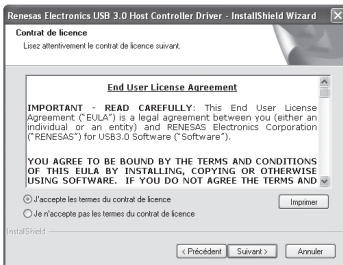 Renesas Electronics USB 3.0 Host Controller Driver - InstallShield Wizard
Contrat de licence
Lisez attentivement le contrat de licence suivant.
End User License Agreement
IMPORTANT - READ CAREFULLY: This End User License
Agreement ("EULA") is a legal agreement between you (either an
individual or an entity) and RENESAS Electronics Corporation
("RENESAS") for USB3.0 Software ("Software").
YOU AGREE TO BE BOUND BY THE TERMS AND CONDITIONS
OF THIS EULA BY INSTALLING, COPYING OR OTHERWISE
USING SOFTWARE. IF YOU DO NOT AGREE THE TERMS AND
J'accepte les termes du contrat de licence
Imprimer
Je n'accepte pas les termes du contrat de licence
InstallShield
< Précédent
Suivant >
Annuler